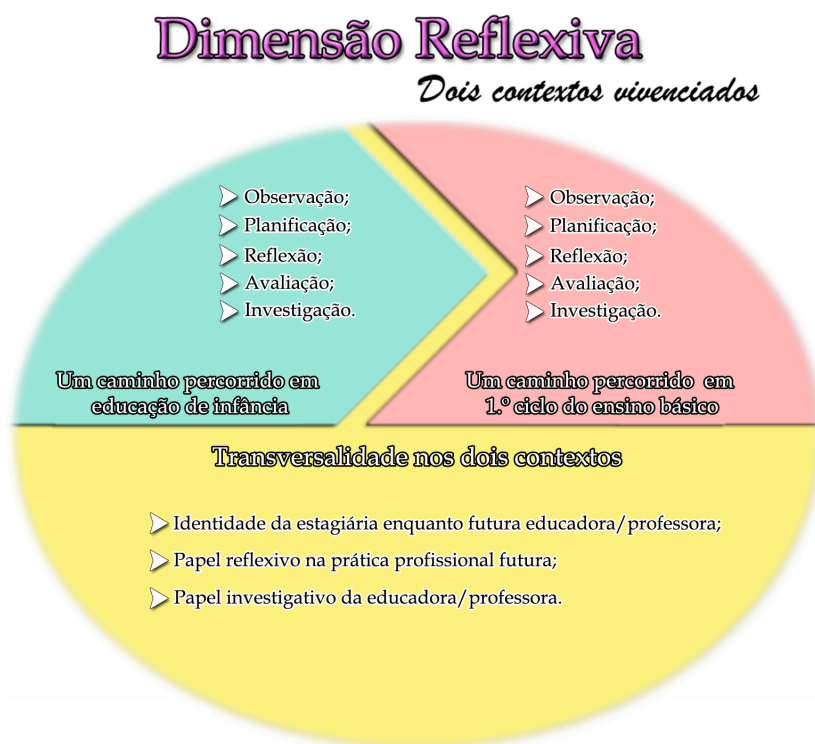 Dimensão Reflexiva
Dois contextos vivenciados
Observação;
Planificação;
Reflexão;
Avaliação;
Investigação.
Um caminho percorrido em
educação de infância
Observação;
Planificação;
Reflexão;
Avaliação;
Investigação.
Um caminho percorrido em
1.º ciclo do ensino básico
Transversalidade nos dois contextos
Identidade da estagiária enquanto futura educadora/professora;
Papel reflexivo na prática profissional futura;
Papel investigativo da educadora/professora.